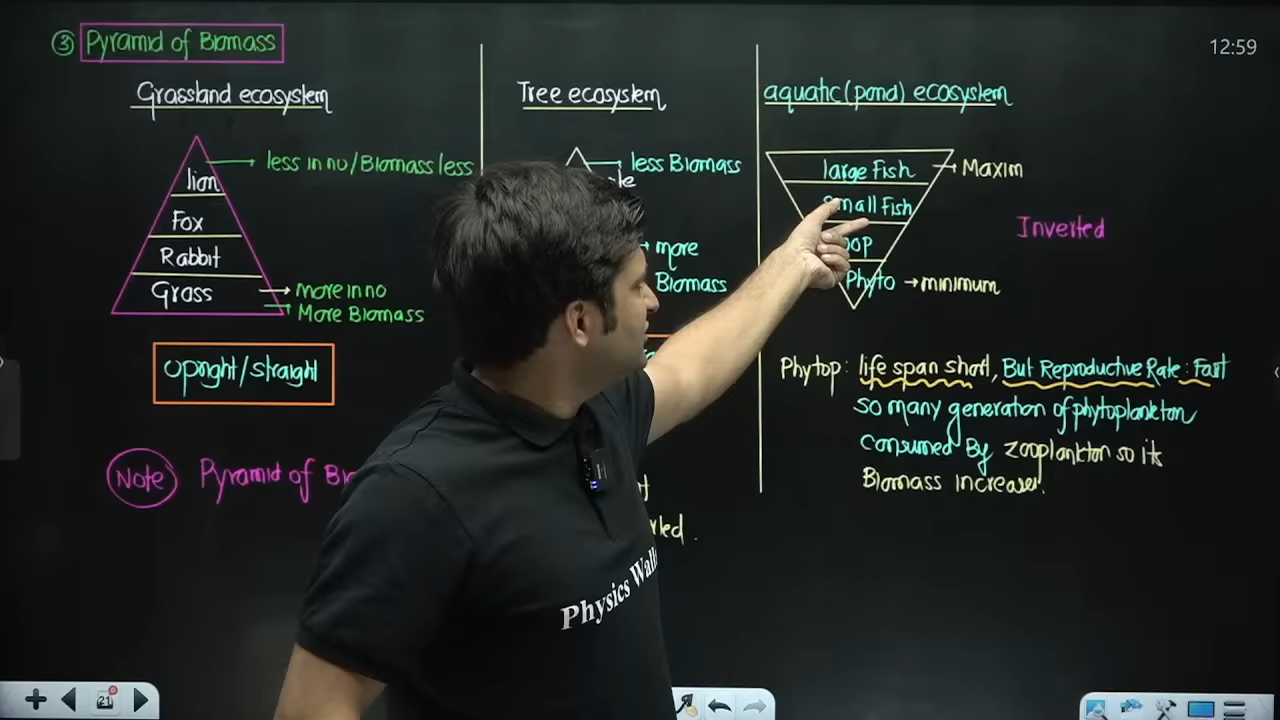 ③ Pyramid of Biomass
12:59
Grassland ecosystem
lion
Fox
Rabbit
Grass
less in no/Biomass less
More in no
More Biomass
upright/straight
Note Pyramid of
Tree ecosystem
less Biomass
more
Biomass
aquatic (pond) ecosystem
large Fish
Small Fish
Phyto
Maxim
minimum
Inverted
Phytop: life span short, But Reproductive Rate: Fast
so many generation of phytoplankton
Consumed By zooplankton so its
Biomass increases.
Physics
21